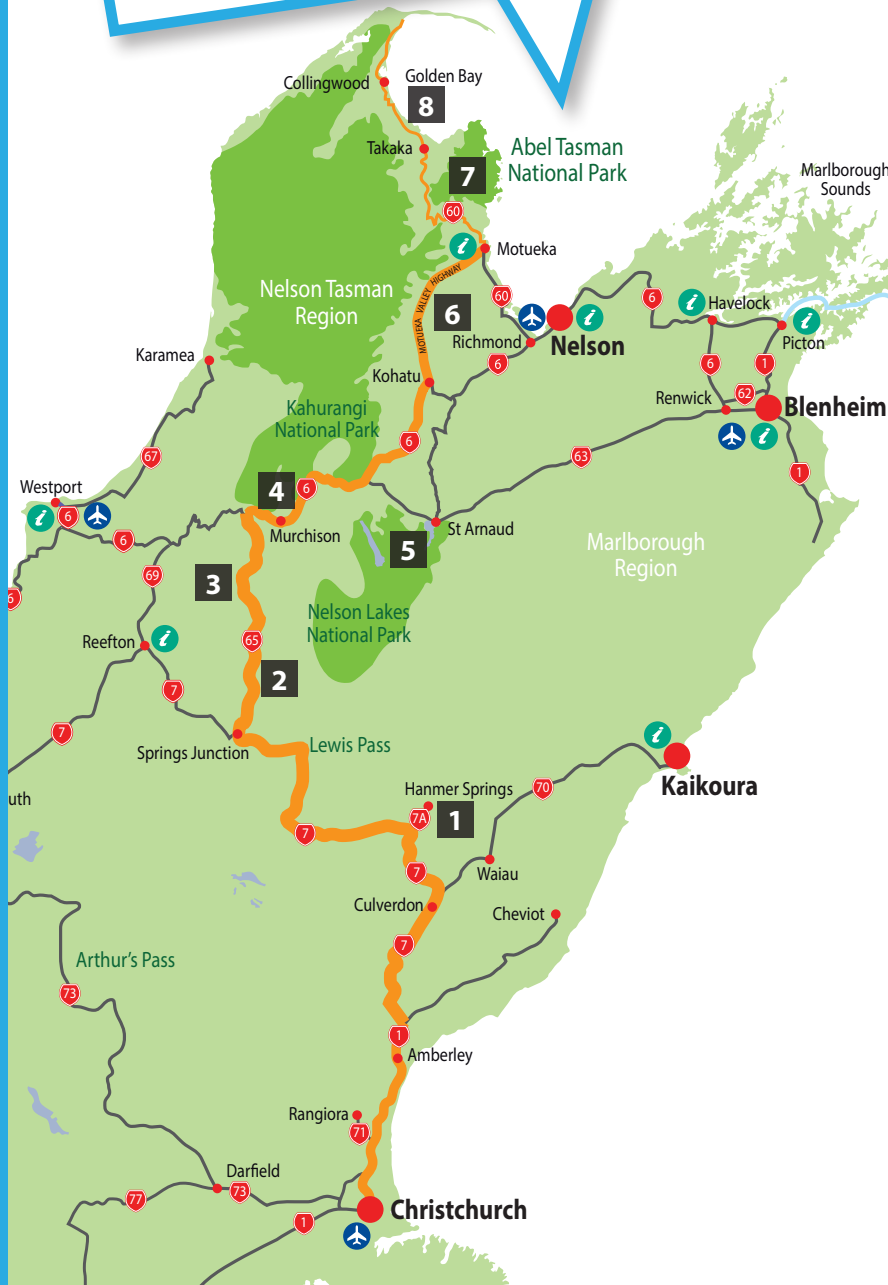 Collingwood
Golden Bay
8
Takaka
7
Abel Tasman
National Park
Marlborough
Sounds
60
i
Motueka
MOTUEKA VALLEY HIGHWAY
Nelson Tasman
Region
60
6
i
Havelock
6
i
Nelson
i
Picton
Richmond
6
Karamea
6
1
Kohatu
62
Renwick
Blenheim
Kahurangi
National Park
i
6
63
67
1
Westport
4
6
i
6
Murchison
St Arnaud
6
5
Marlborough
Region
69
3
6
Nelson Lakes
National Park
Reefton
i
65
2
7
7
i
Springs Junction
Lewis Pass
Kaikoura
Hanmer Springs
70
uth
7A
1
7
7
Waiau
Culverdon
Cheviot
7
Arthur's Pass
73
1
Amberley
Rangiora
71
Darfield
77
73
Christchurch
1